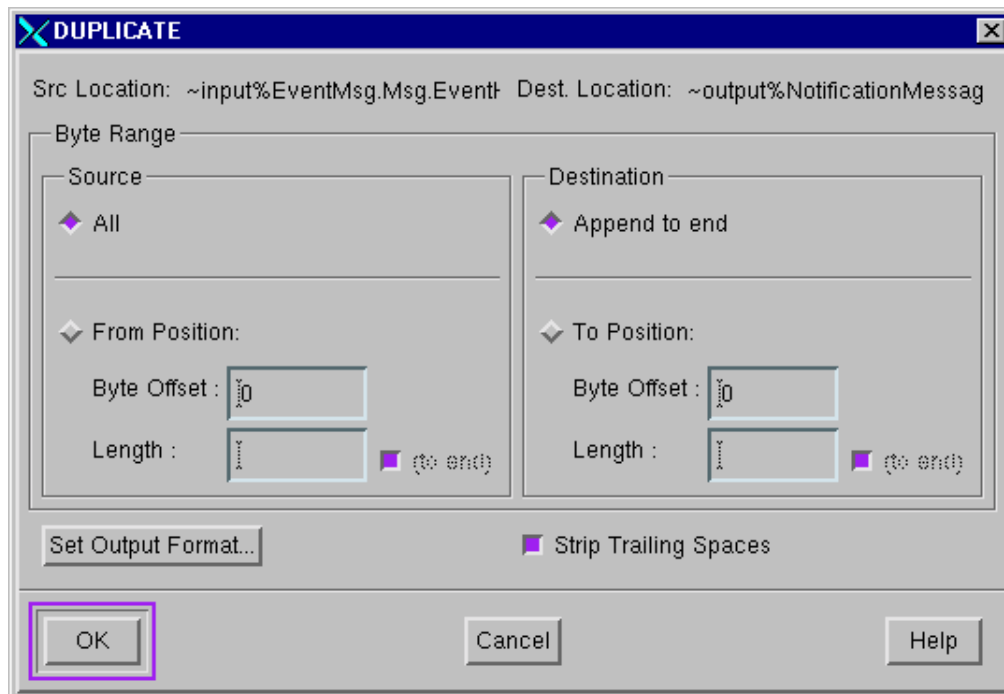 DUPLICATE
Src Location: ~input%EventMsg.Msg.EventH Dest. Location: ~output%NotificationMessag
Byte Range
Source
All
From Position:
Byte Offset : 0
Length :
(to end)
Destination
Append to end
To Position:
Byte Offset : 0
Length :
(to end)
Set Output Format...
Strip Trailing Spaces
OK
Cancel
Help